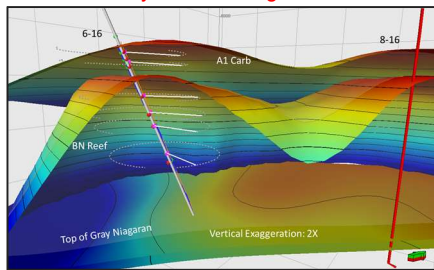 6-16
8-16
A1 Carb
BN Reef
Top of Gray Niagaran
Vertical Exaggeration: 2X